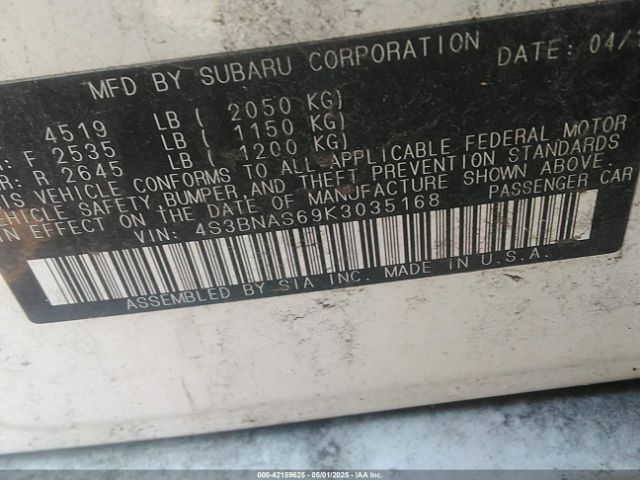 MFD BY SUBARU CORPORATION DATE: 04/
4519 LB ( 2050 KG)
F 2535 LB ( 1150 KG)
R: R 2645 LB ( 1200 KG)
IS VEHICLE CONFORMS TO ALL APPLICABLE FEDERAL MOTOR
EHICLE SAFETY, BUMPER, AND THEFT PREVENTION STANDARDS
IN EFFECT ON THE DATE OF MANUFACTURE SHOWN ABOVE.
VIN: 4S3BNAS69K3035168 PASSENGER CAR
ASSEMBLED BY SIA INC. MADE IN U.S.A.
000-42159625 - 05/01/2025 - IAA Inc.